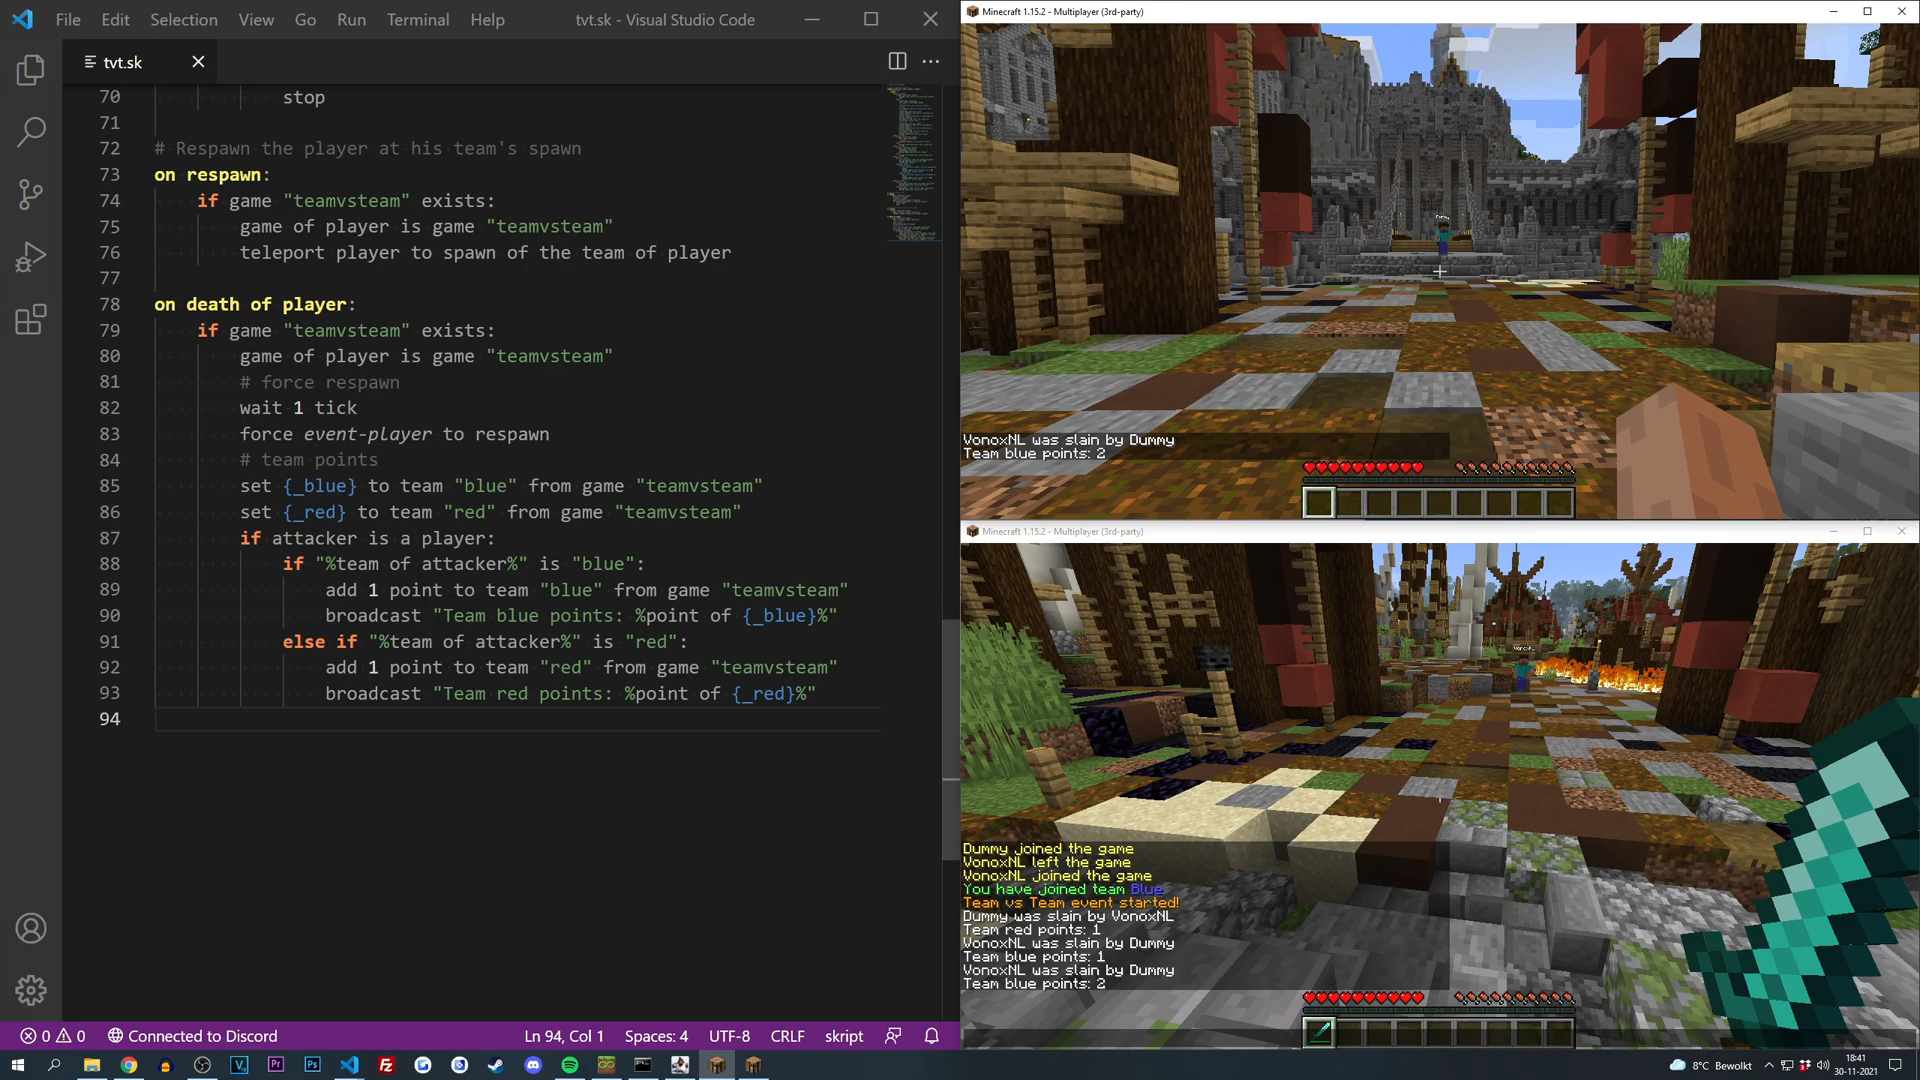 File Edit Selection View Go Run Terminal Help
tvt.sk - Visual Studio Code
tvt.sk
70 stop
71
72 # Respawn the player at his team's spawn
73 on respawn:
74 if game "teamvsteam" exists:
75 game of player is game "teamvsteam"
76 teleport player to spawn of the team of player
77
78 on death of player:
79 if game "teamvsteam" exists:
80 game of player is game "teamvsteam"
81 # force respawn
82 wait 1 tick
83 force event-player to respawn
84 # team points
85 set {_blue} to team "blue" from game "teamvsteam"
86 set {_red} to team "red" from game "teamvsteam"
87 if attacker is a player:
88 if "%team of attacker%" is "blue":
89 add 1 point to team "blue" from game "teamvsteam"
90 broadcast "Team blue points: %point of {_blue}%"
91 else if "%team of attacker%" is "red":
92 add 1 point to team "red" from game "teamvsteam"
93 broadcast "Team red points: %point of {_red}%"
94
0 0 Connected to Discord
Ln 94, Col 1 Spaces: 4 UTF-8 CRLF skript
Minecraft 1.15.2 - Multiplayer (3rd-party)
VonoxNL was slain by Dummy
Team blue points: 2
Minecraft 1.15.2 - Multiplayer (3rd-party)
Dummy joined the game
VonoxNL left the game
VonoxNL joined the game
You have joined team Blue
Team vs Team event started!
Dummy was slain by VonoxNL
Team red points: 1
VonoxNL was slain by Dummy
Team blue points: 1
VonoxNL was slain by Dummy
Team blue points: 2
Pr
Ps
Fz
8°C Bewolkt
18:41
30-11-2021